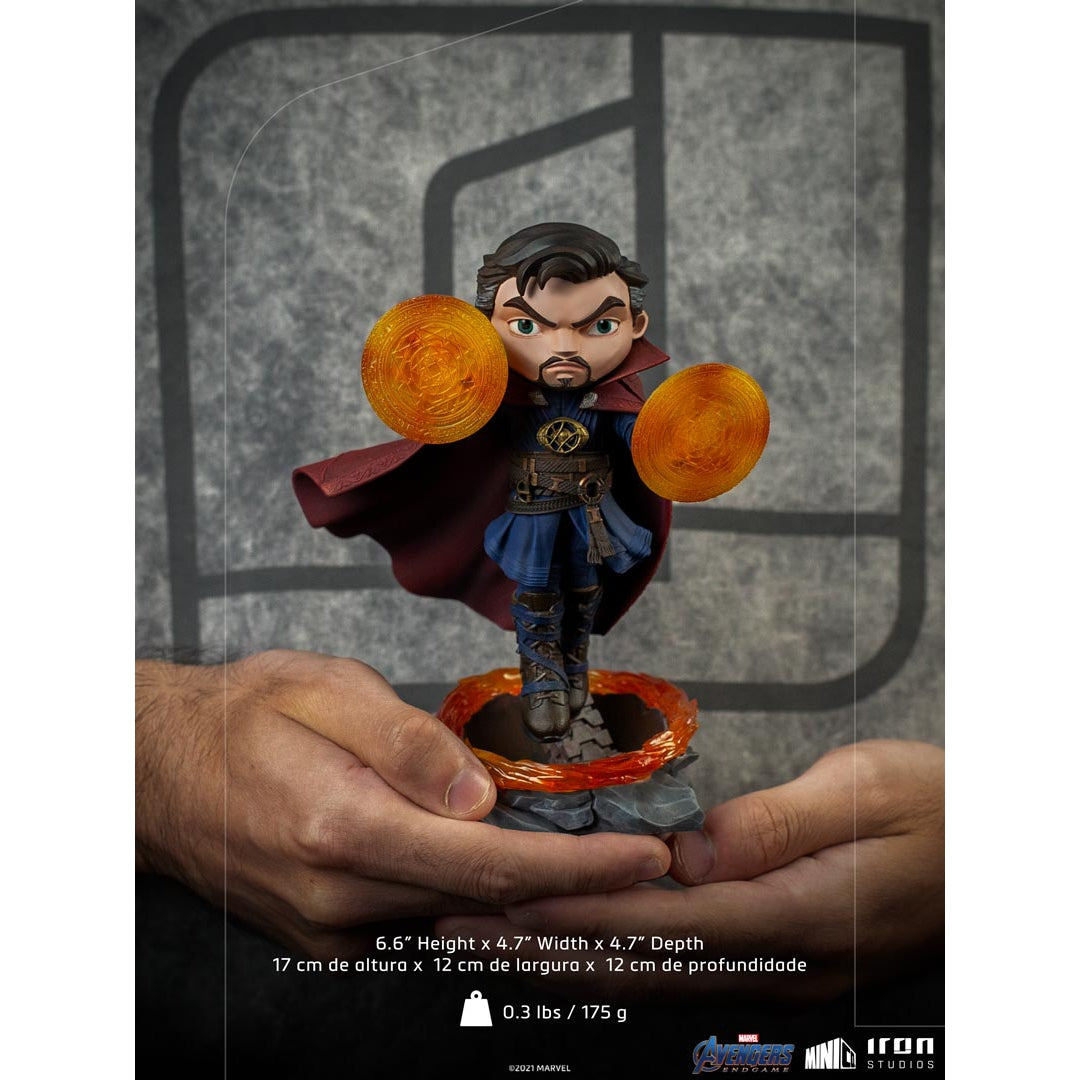 6.6″ Height x 4.7″ Width x 4.7″ Depth
17 cm de altura x 12 cm de largura x 12 cm de profundidade
0.3 lbs / 175 g
©2021 MARVEL
MARVEL
AVENGERS
ENDGAME
MINICO
IRON
STUDIOS